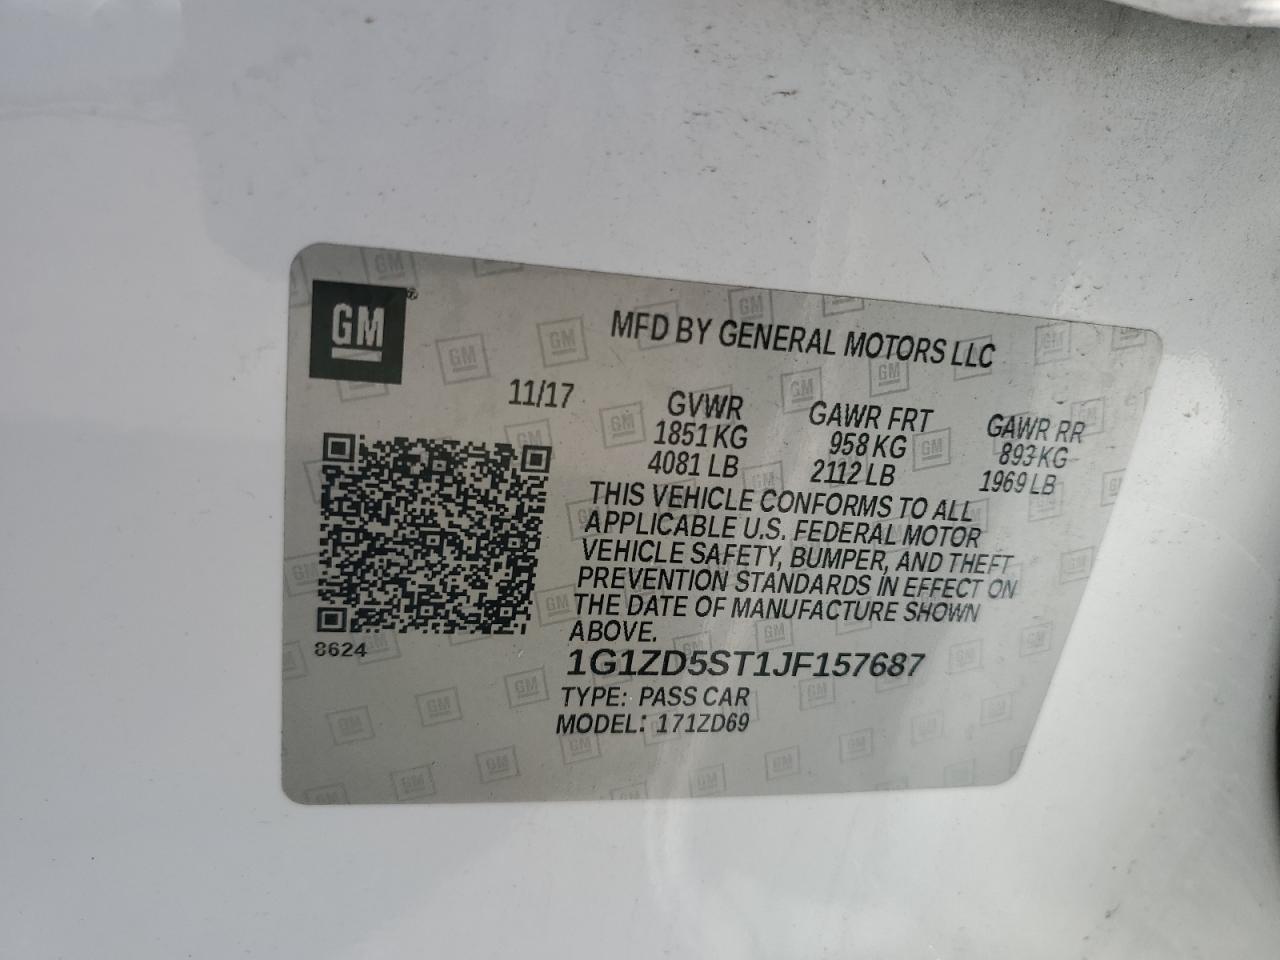 GM
MFD BY GENERAL MOTORS LLC
11/17
GVWR
1851 KG
4081 LB
GAWR FRT
958 KG
2112 LB
GAWR RR
893 KG
1969 LB
THIS VEHICLE CONFORMS TO ALL
APPLICABLE U.S. FEDERAL MOTOR
VEHICLE SAFETY, BUMPER, AND THEFT
PREVENTION STANDARDS IN EFFECT ON
THE DATE OF MANUFACTURE SHOWN
ABOVE.
8624
1G1ZD5ST1JF157687
TYPE: PASS CAR
MODEL: 171ZD69